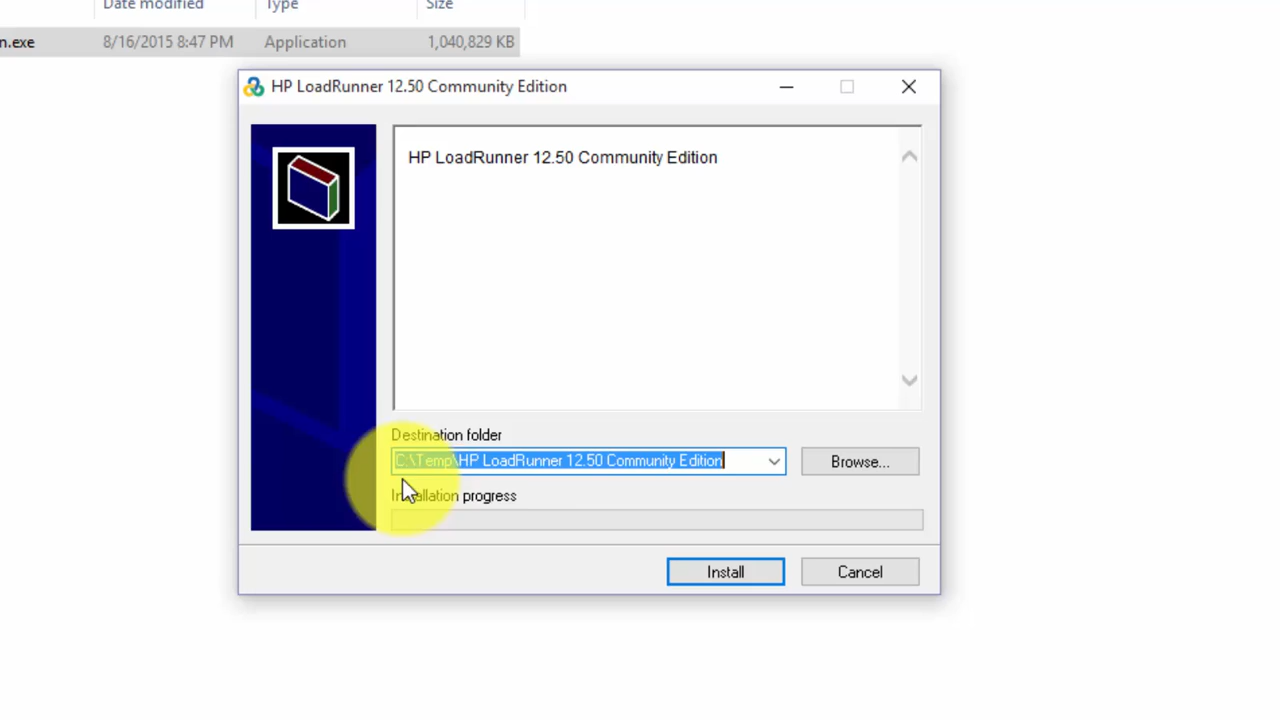 Date modified Type Size
n.exe 8/16/2015 8:47 PM Application 1,040,829 KB
HP LoadRunner 12.50 Community Edition
HP LoadRunner 12.50 Community Edition
Destination folder
C:\Temp\HP LoadRunner 12.50 Community Edition
Browse...
Installation progress
Install Cancel